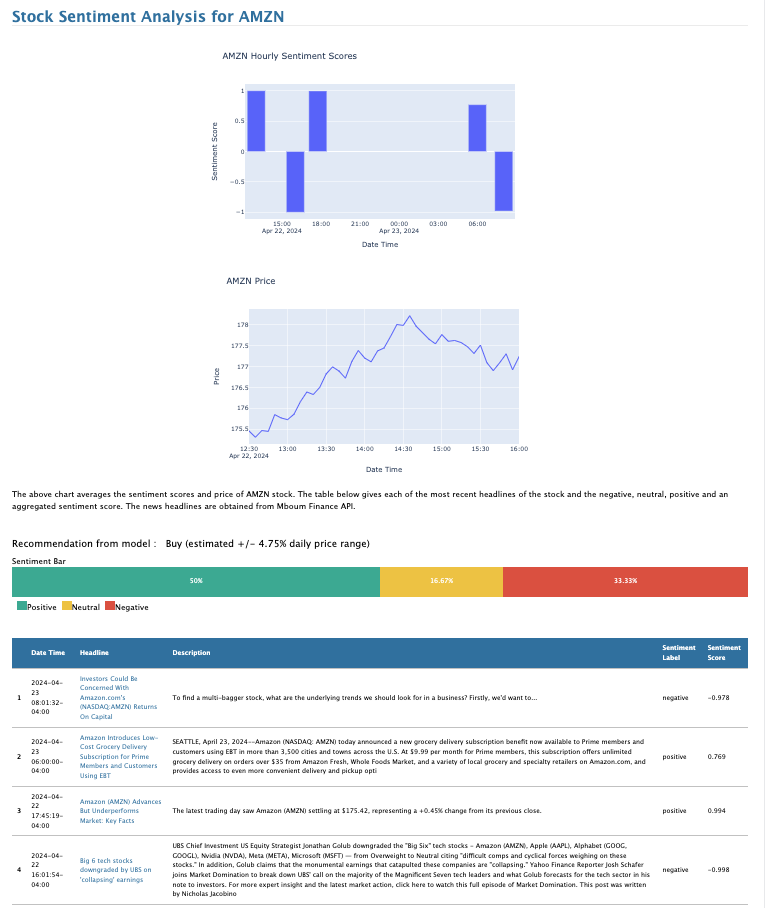 Stock Sentiment Analysis for AMZN
AMZN Hourly Sentiment Scores
1
0.5
0
−0.5
−1
Sentiment Score
15:00
Apr 22, 2024
18:00
21:00
00:00
Apr 23, 2024
03:00
06:00
Date Time
AMZN Price
178
177.5
177
176.5
176
175.5
Price
12:30
Apr 22, 2024
13:00
13:30
14:00
14:30
15:00
15:30
16:00
Date Time
The above chart averages the sentiment scores and price of AMZN stock. The table below gives each of the most recent headlines of the stock and the negative, neutral, positive and an
aggregated sentiment score. The news headlines are obtained from Mboum Finance API.
Recomendation from model : Buy (estimated +/- 4.75% daily price range)
Sentiment Bar
50%
16.67%
33.33%
Positive Neutral Negative
Date Time
Headline
Description
Sentiment
Label
Sentiment
Score
1
2024-04-
23
08:01:32-
04:00
Investors Could Be
Concerned With
Amazon.com's
(NASDAQ:AMZN) Returns
On Capital
To find a multi-bagger stock, what are the underlying trends we should look for in a business? Firstly, we'd want to...
negative
-0.978
2
2024-04-
23
06:00:00-
04:00
Amazon Introduces Low-
Cost Grocery Delivery
Subscription for Prime
Members and Customers
Using EBT
SEATTLE, April 23, 2024--Amazon (NASDAQ: AMZN) today announced a new grocery delivery subscription benefit now available to Prime members and
customers using EBT in more than 3,500 cities and towns across the U.S. At $9.99 per month for Prime members, this subscription offers unlimited
grocery delivery on orders over $35 from Amazon Fresh, Whole Foods Market, and a variety of local grocery and specialty retailers on Amazon.com, and
provides access to even more convenient delivery and pickup opti
positive
0.769
3
2024-04-
22
17:45:19-
04:00
Amazon (AMZN) Advances
But Underperforms
Market: Key Facts
The latest trading day saw Amazon (AMZN) settling at $175.42, representing a +0.45% change from its previous close.
positive
0.994
4
2024-04-
22
16:01:54-
04:00
Big 6 tech stocks
downgraded by UBS on
'collapsing' earnings
UBS Chief Investment US Equity Strategist Jonathan Golub downgraded the "Big Six" tech stocks - Amazon (AMZN), Apple (AAPL), Alphabet (GOOG,
GOOGL), Nvidia (NVDA), Meta (META), Microsoft (MSFT) — from Overweight to Neutral citing "difficult comps and cyclical forces weighing on these
stocks." In addition, Golub claims that the monumental earnings that catapulted these companies are "collapsing." Yahoo Finance Reporter Josh Schafer
joins Market Domination to break down UBS' call on the majority of the Magnificent Seven tech leaders and what Golub forecasts for the tech sector in his
note to investors. For more expert insight and the latest market action, click here to watch this full episode of Market Domination. This post was written
by Nicholas Jacobino
negative
-0.998